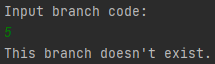 Input branch code:
5
This branch doesn't exist.